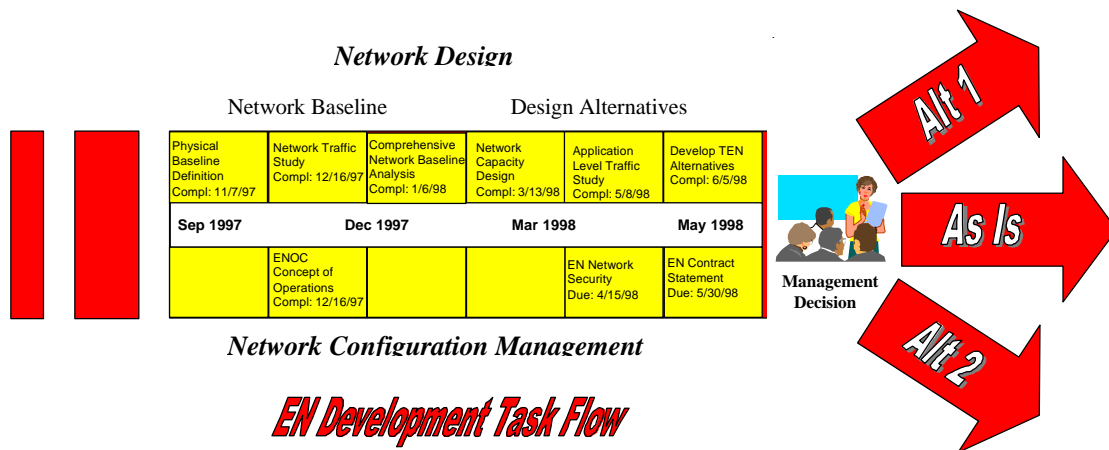 Network Design
Network Baseline
Design Alternatives
Physical
Baseline
Definition
Compl: 11/7/97
Network Traffic
Study
Compl: 12/16/97
Comprehensive
Network Baseline
Analysis
Compl: 1/6/98
Network
Capacity
Design
Compl: 3/13/98
Application
Level Traffic
Study
Compl: 5/8/98
Develop TEN
Alternatives
Compl: 6/5/98
Sep 1997
Dec 1997
Mar 1998
May 1998
ENOC
Concept of
Operations
Compl: 12/16/97
EN Network
Security
Due: 4/15/98
EN Contract
Statement
Due: 5/30/98
Management
Decision
Alt 1
As Is
Alt 2
Network Configuration Management
EN Development Task Flow